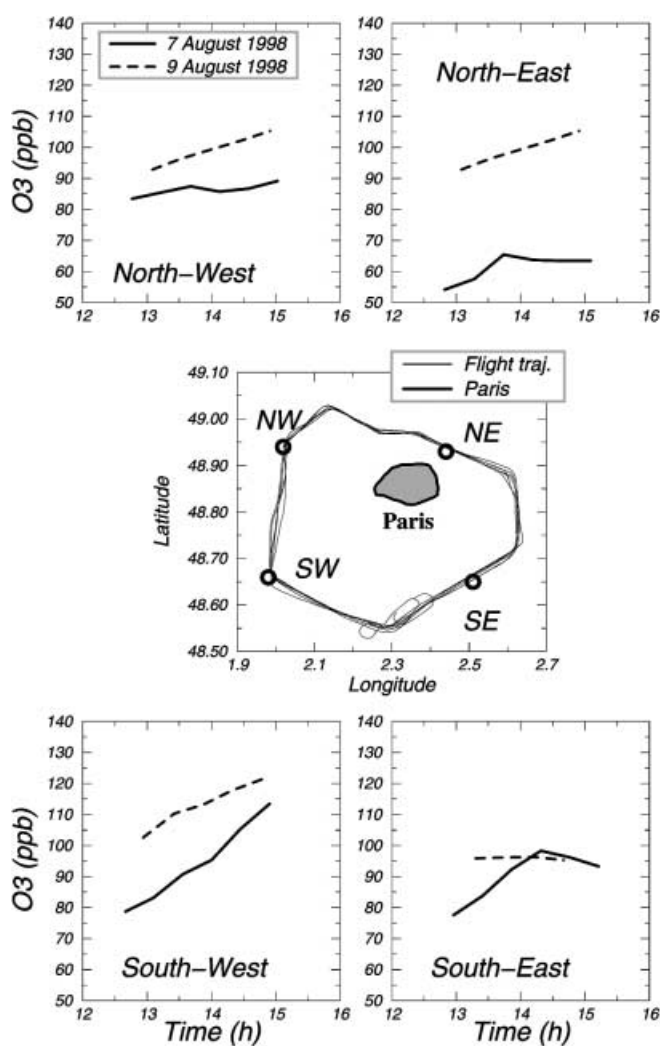 140
130
120
110
100
90
80
70
60
50
O3 (ppb)
7 August 1998
9 August 1998
North–West
12 13 14 15 16
140
130
120
110
100
90
80
70
60
50
North–East
12 13 14 15 16
Flight traj.
Paris
49.10
49.00
48.90
48.80
48.70
48.60
48.50
Latitude
NW
NE
Paris
SW
SE
1.9 2.1 2.3 2.5 2.7
Longitude
140
130
120
110
100
90
80
70
60
50
O3 (ppb)
South–West
12 13 14 15 16
Time (h)
140
130
120
110
100
90
80
70
60
50
South–East
12 13 14 15 16
Time (h)